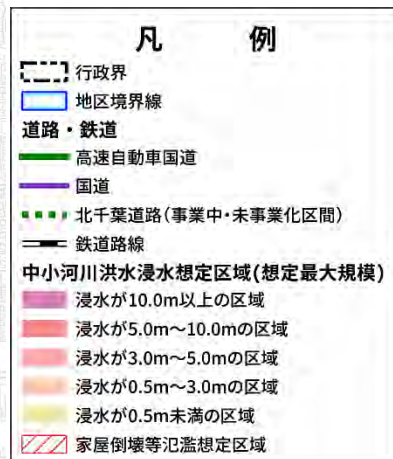 凡 例
行政界
地区境界線
道路・鉄道
高速自動車国道
国道
北千葉道路(事業中・未事業化区間)
鉄道路線
中小河川洪水浸水想定区域(想定最大規模)
浸水が10.0m以上の区域
浸水が5.0m～10.0mの区域
浸水が3.0m～5.0mの区域
浸水が0.5m～3.0mの区域
浸水が0.5m未満の区域
家屋倒壊等氾濫想定区域